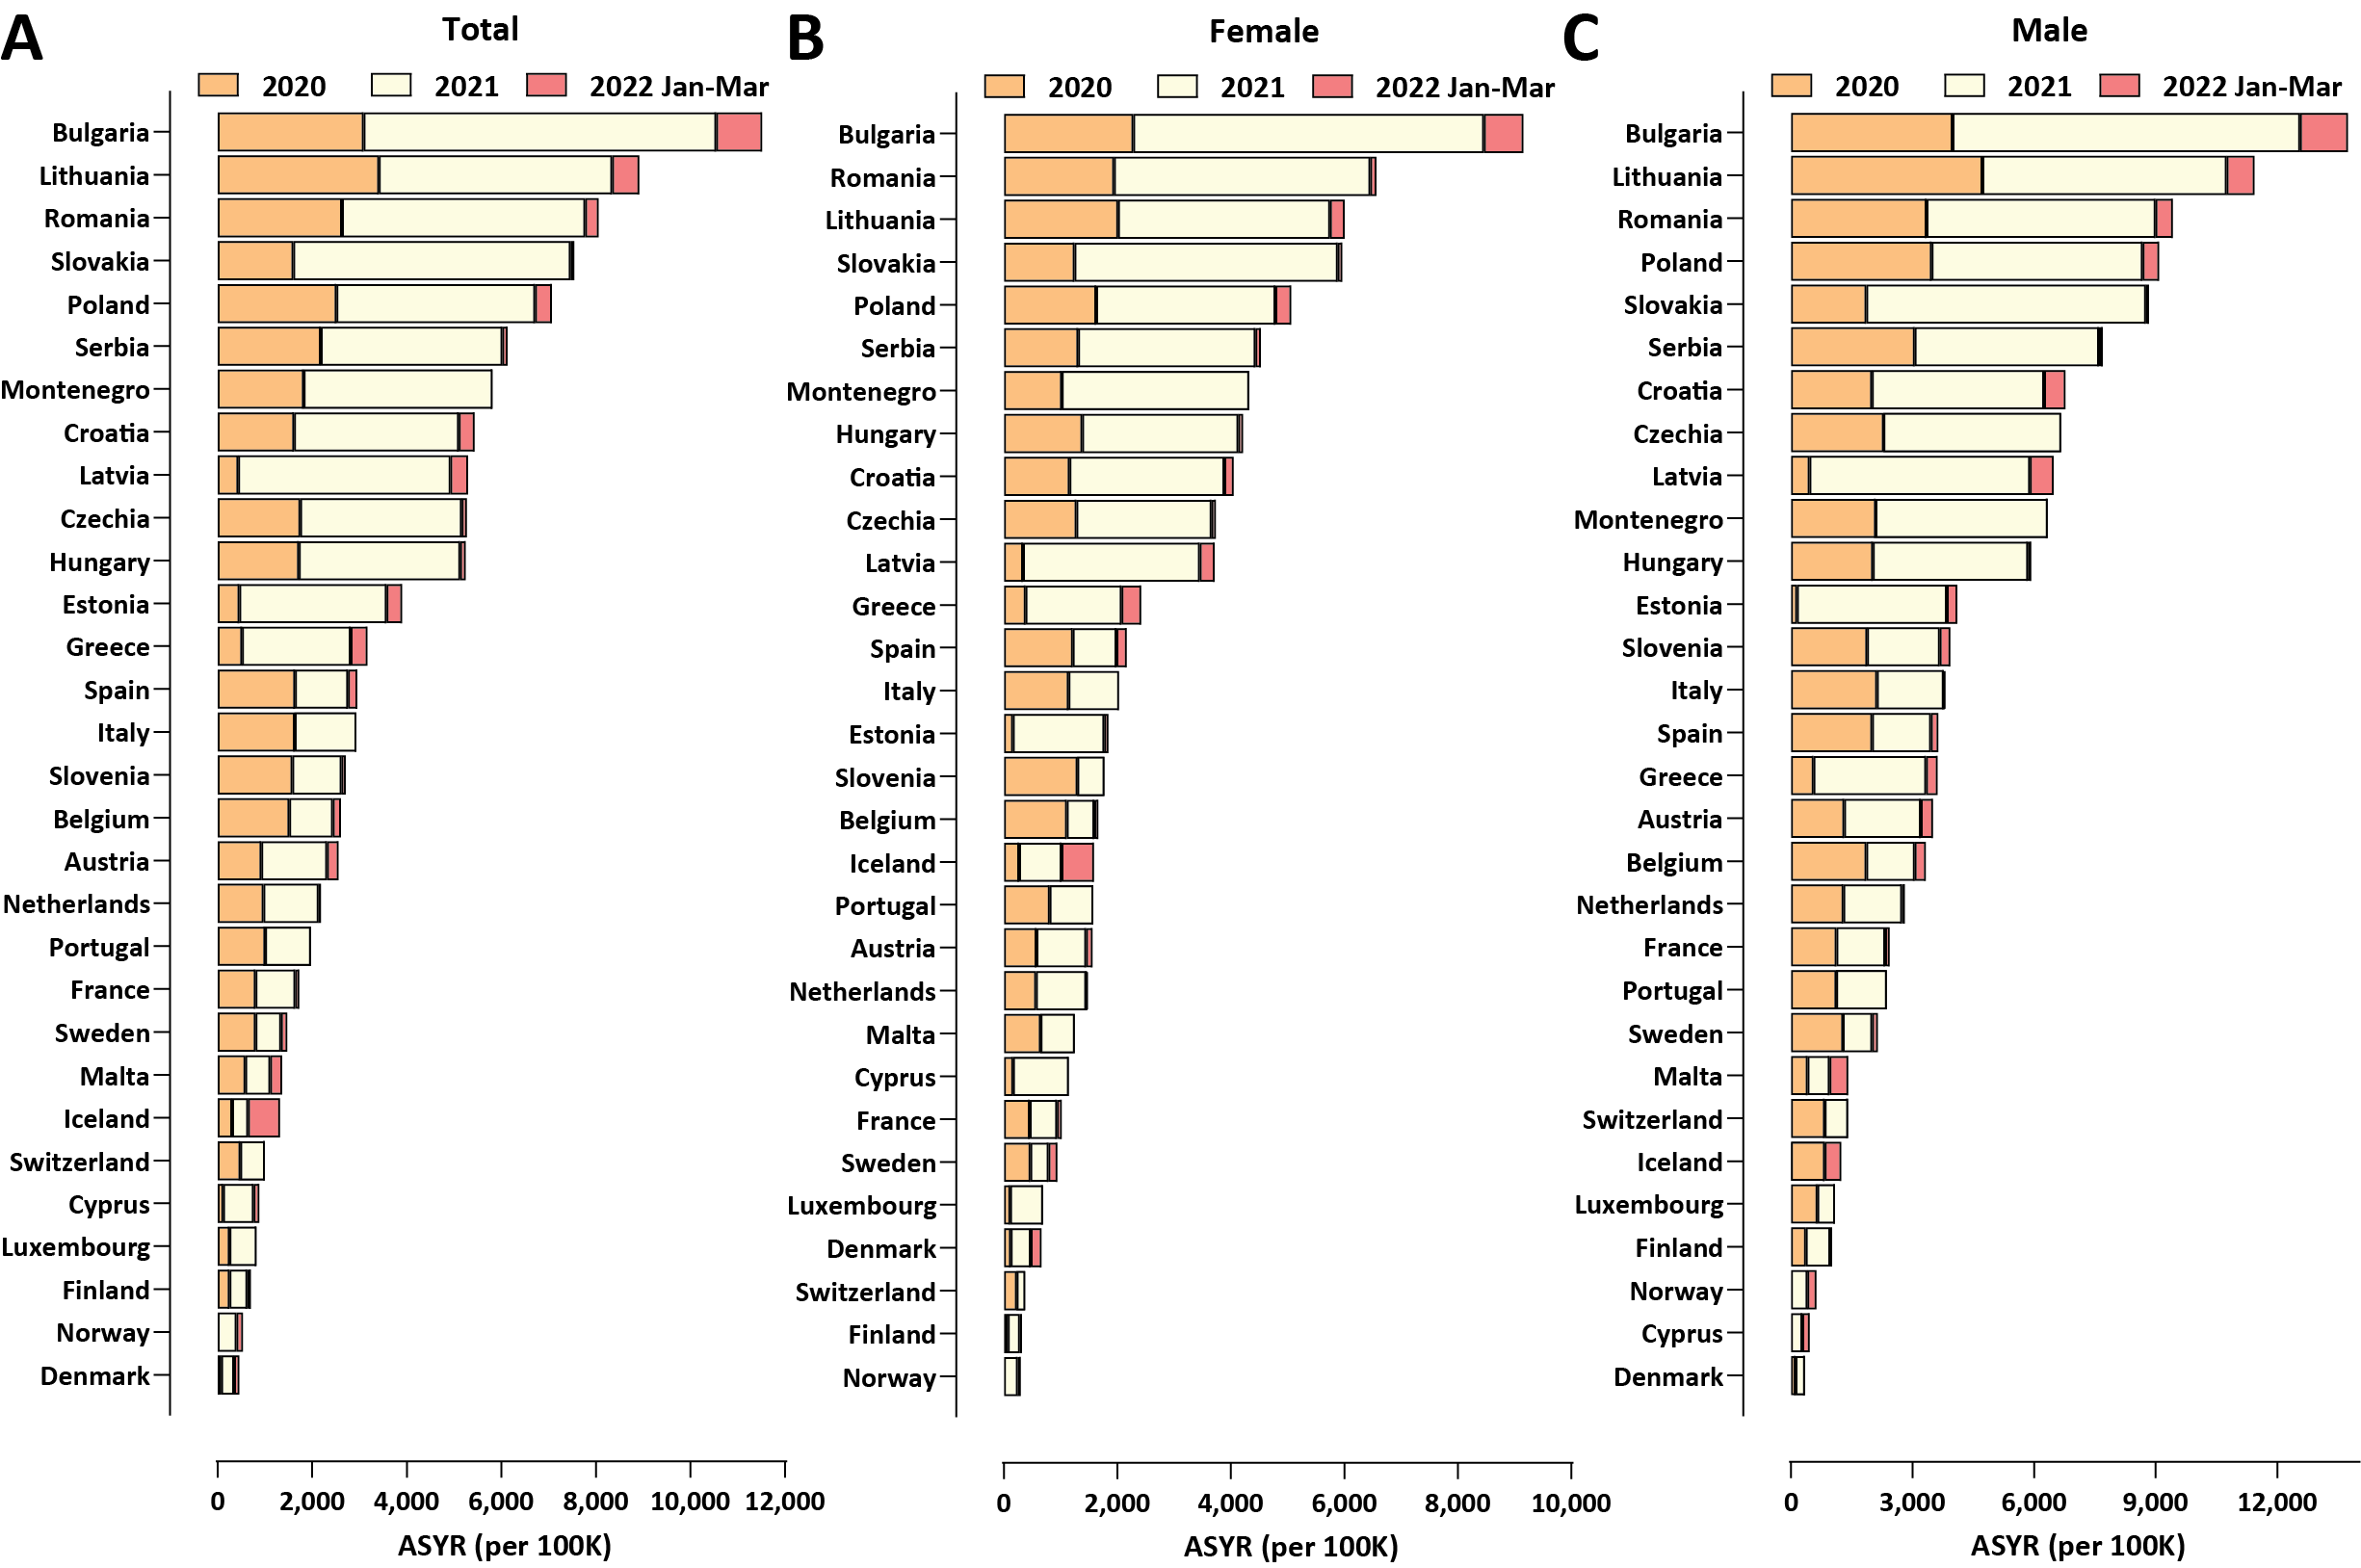 A
Total
2020 2021 2022 Jan-Mar
Bulgaria
Lithuania
Romania
Slovakia
Poland
Serbia
Montenegro
Croatia
Latvia
Czechia
Hungary
Estonia
Greece
Spain
Italy
Slovenia
Belgium
Austria
Netherlands
Portugal
France
Sweden
Malta
Iceland
Switzerland
Cyprus
Luxembourg
Finland
Norway
Denmark
0 2,000 4,000 6,000 8,000 10,000 12,000
ASYR (per 100K)
B
Female
2020 2021 2022 Jan-Mar
Bulgaria
Romania
Lithuania
Slovakia
Poland
Serbia
Montenegro
Hungary
Croatia
Czechia
Latvia
Greece
Spain
Italy
Estonia
Slovenia
Belgium
Iceland
Portugal
Austria
Netherlands
Malta
Cyprus
France
Sweden
Luxembourg
Denmark
Switzerland
Finland
Norway
0 2,000 4,000 6,000 8,000 10,000
ASYR (per 100K)
C
Male
2020 2021 2022 Jan-Mar
Bulgaria
Lithuania
Romania
Poland
Slovakia
Serbia
Croatia
Czechia
Latvia
Montenegro
Hungary
Estonia
Slovenia
Italy
Spain
Greece
Austria
Belgium
Netherlands
France
Portugal
Sweden
Malta
Switzerland
Iceland
Luxembourg
Finland
Norway
Cyprus
Denmark
0 3,000 6,000 9,000 12,000
ASYR (per 100K)